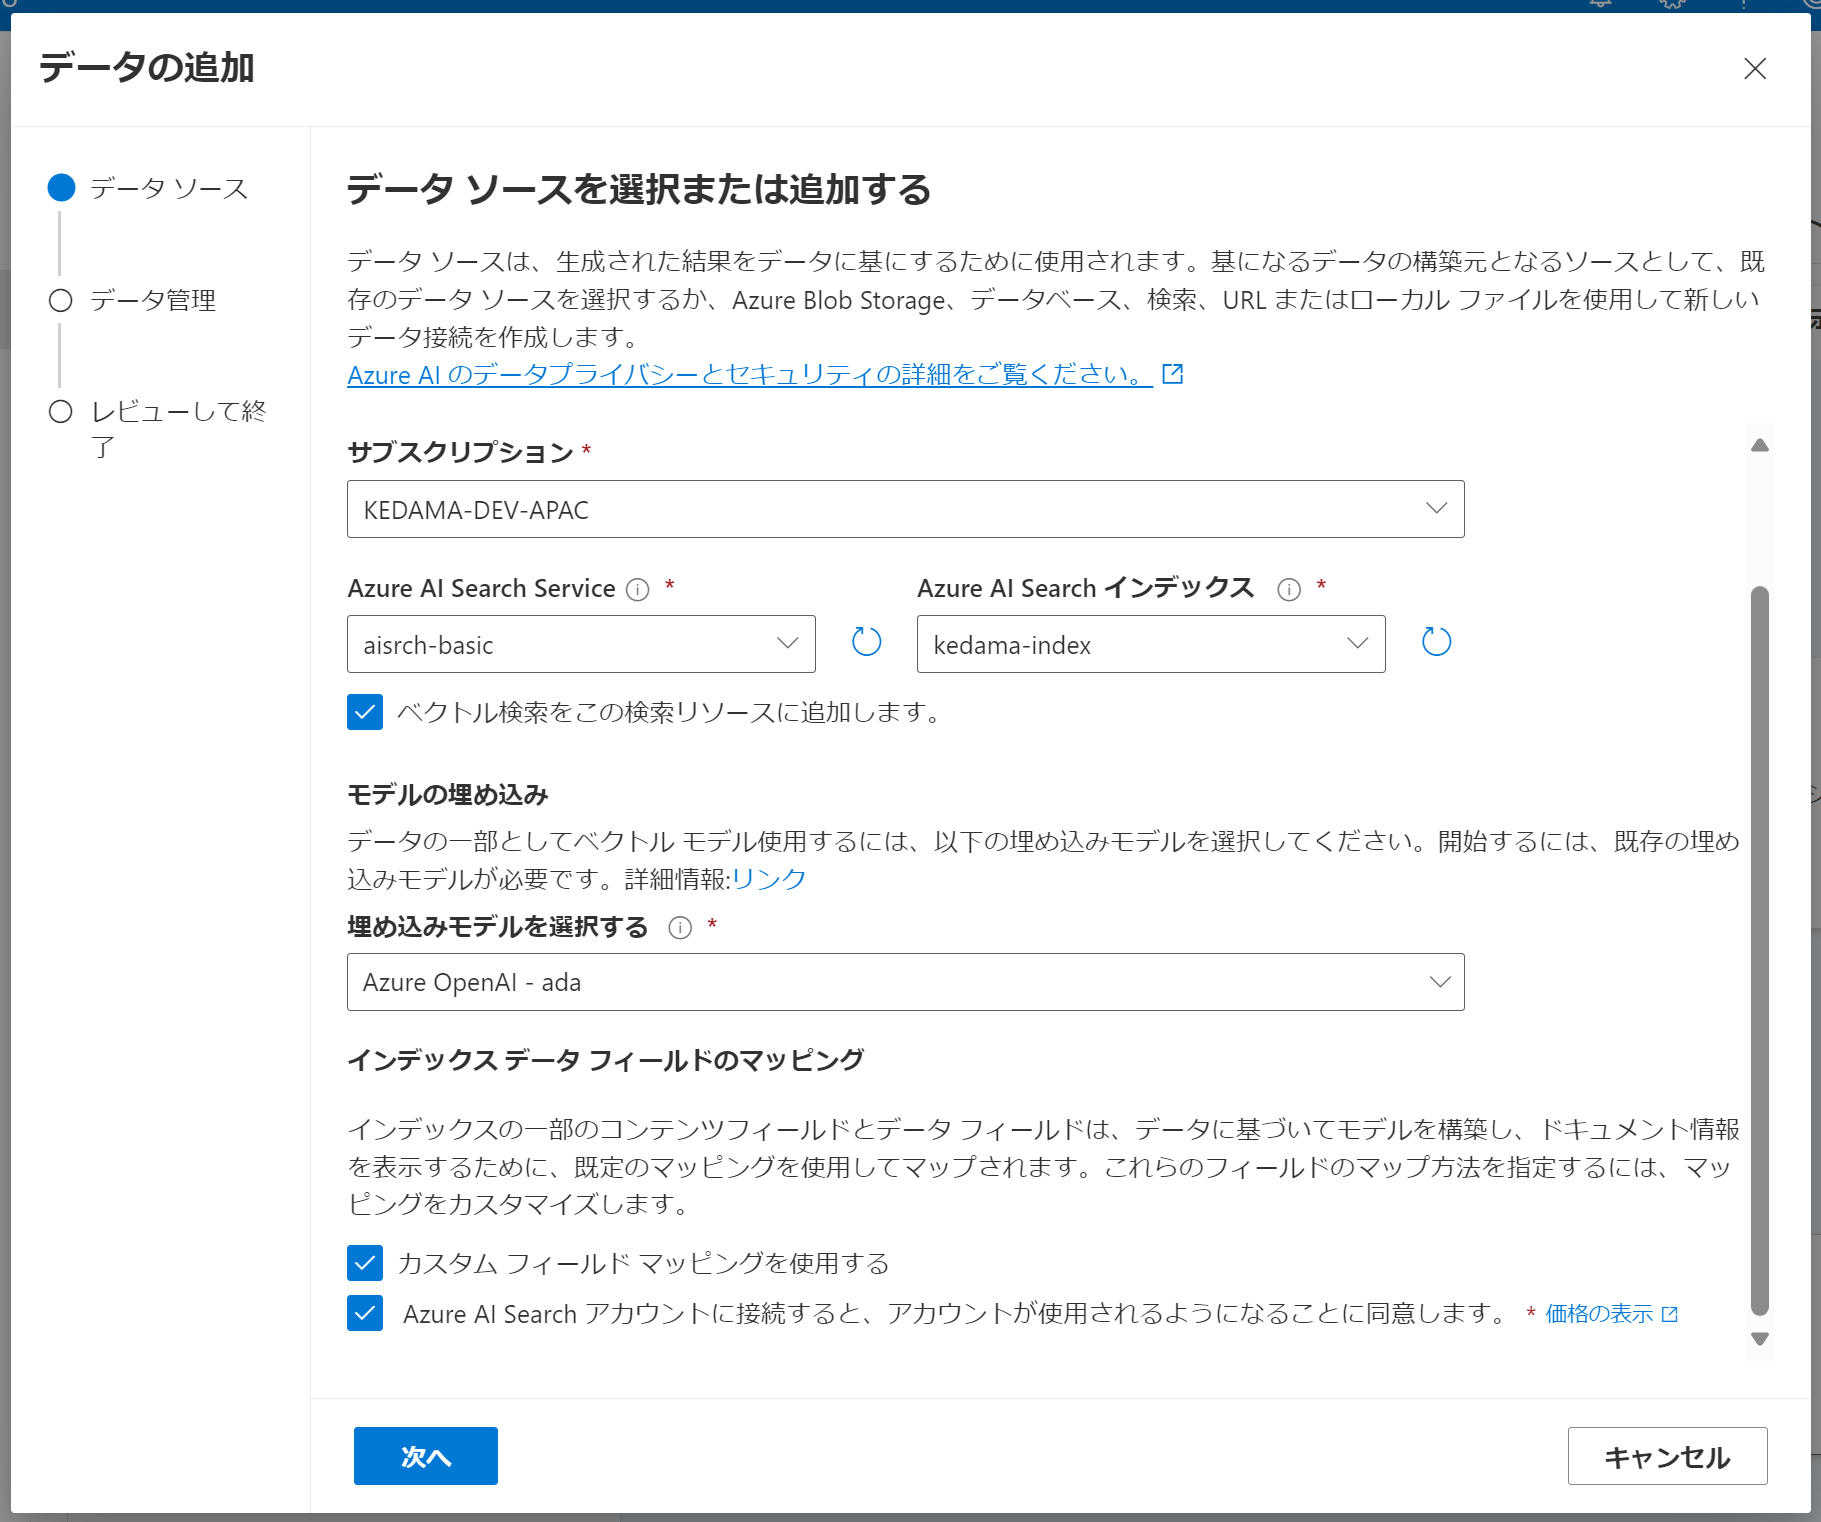 データの追加
データ ソース
データ管理
レビューして終
了
データ ソースを選択または追加する
データ ソースは、生成された結果をデータに基にするために使用されます。基になるデータの構築元となるソースとして、既
存のデータ ソースを選択するか、Azure Blob Storage、データベース、検索、URL またはローカル ファイルを使用して新しい
データ接続を作成します。
Azure AI のデータプライバシーとセキュリティの詳細をご覧ください。
サブスクリプション *
KEDAMA-DEV-APAC
Azure AI Search Service *
Azure AI Search インデックス *
aisrch-basic
kedama-index
ベクトル検索をこの検索リソースに追加します。
モデルの埋め込み
データの一部としてベクトル モデル使用するには、以下の埋め込みモデルを選択してください。開始するには、既存の埋め
込みモデルが必要です。詳細情報:リンク
埋め込みモデルを選択する *
Azure OpenAI - ada
インデックス データ フィールドのマッピング
インデックスの一部のコンテンツフィールドとデータ フィールドは、データに基づいてモデルを構築し、ドキュメント情報
を表示するために、既定のマッピングを使用してマップされます。これらのフィールドのマップ方法を指定するには、マッ
ピングをカスタマイズします。
カスタム フィールド マッピングを使用する
Azure AI Search アカウントに接続すると、アカウントが使用されるようになることに同意します。 * 価格の表示
次へ
キャンセル